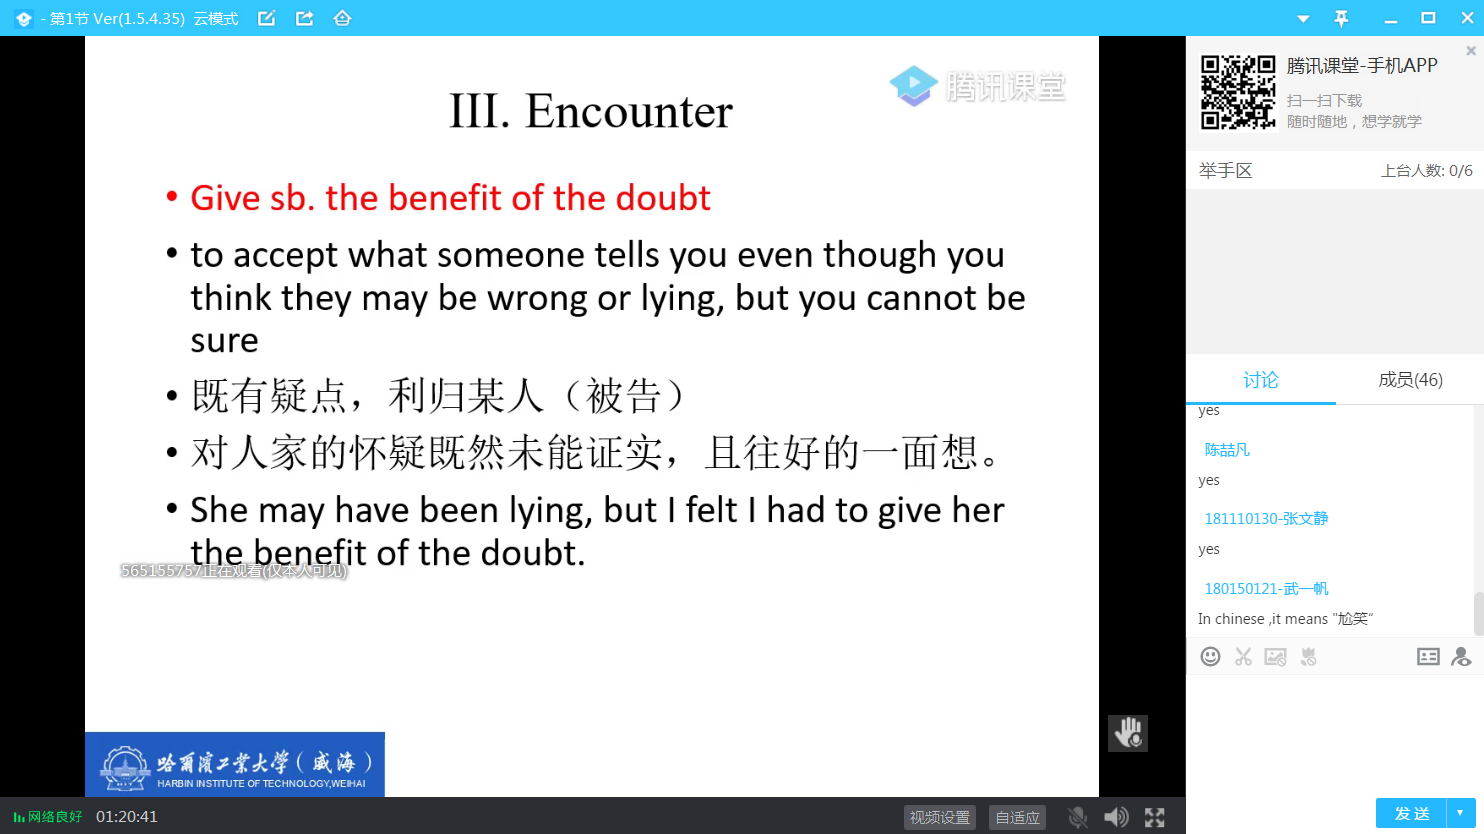 - 第1节 Ver(1.5.4.35) 云模式
腾讯课堂
III. Encounter
• Give sb. the benefit of the doubt
• to accept what someone tells you even though you
think they may be wrong or lying, but you cannot be
sure
• 既有疑点，利归某人（被告）
• 对人家的怀疑既然未能证实，且往好的一面想。
• She may have been lying, but I felt I had to give her
the benefit of the doubt.
565155757正在观看(仅本人可见)
哈尔滨工业大学（威海）
HARBIN INSTITUTE OF TECHNOLOGY,WEIHAI
网络良好 01:20:41
视频设置 自适应
腾讯课堂-手机APP
扫一扫下载
随时随地，想学就学
举手区 上台人数: 0/6
讨论 成员(46)
yes
陈喆凡
yes
181110130-张文静
yes
180150121-武一帆
In chinese ,it means "尬笑“
发 送